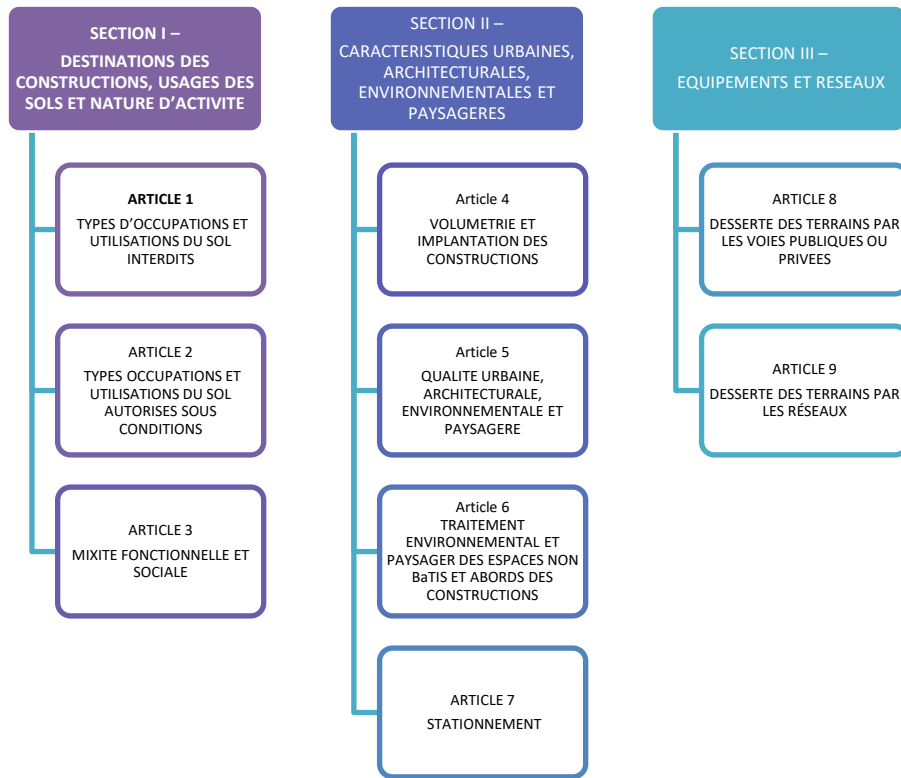 SECTION I –
DESTINATIONS DES
CONSTRUCTIONS, USAGES DES
SOLS ET NATURE D'ACTIVITE
ARTICLE 1
TYPES D'OCCUPATIONS ET
UTILISATIONS DU SOL
INTERDITS
ARTICLE 2
TYPES OCCUPATIONS ET
UTILISATIONS DU SOL
AUTORISES SOUS
CONDITIONS
ARTICLE 3
MIXITE FONCTIONNELLE ET
SOCIALE
SECTION II –
CARACTERISTIQUES URBAINES,
ARCHITECTURALES,
ENVIRONNEMENTALES ET
PAYSAGERES
Article 4
VOLUMETRIE ET
IMPLANTATION DES
CONSTRUCTIONS
Article 5
QUALITE URBAINE,
ARCHITECTURALE,
ENVIRONNEMENTALE ET
PAYSAGERE
Article 6
TRAITEMENT
ENVIRONNEMENTAL ET
PAYSAGER DES ESPACES NON
BaTIS ET ABORDS DES
CONSTRUCTIONS
ARTICLE 7
STATIONNEMENT
SECTION III –
EQUIPEMENTS ET RESEAUX
ARTICLE 8
DESSERTE DES TERRAINS PAR
LES VOIES PUBLIQUES OU
PRIVEES
ARTICLE 9
DESSERTE DES TERRAINS PAR
LES RÉSEAUX